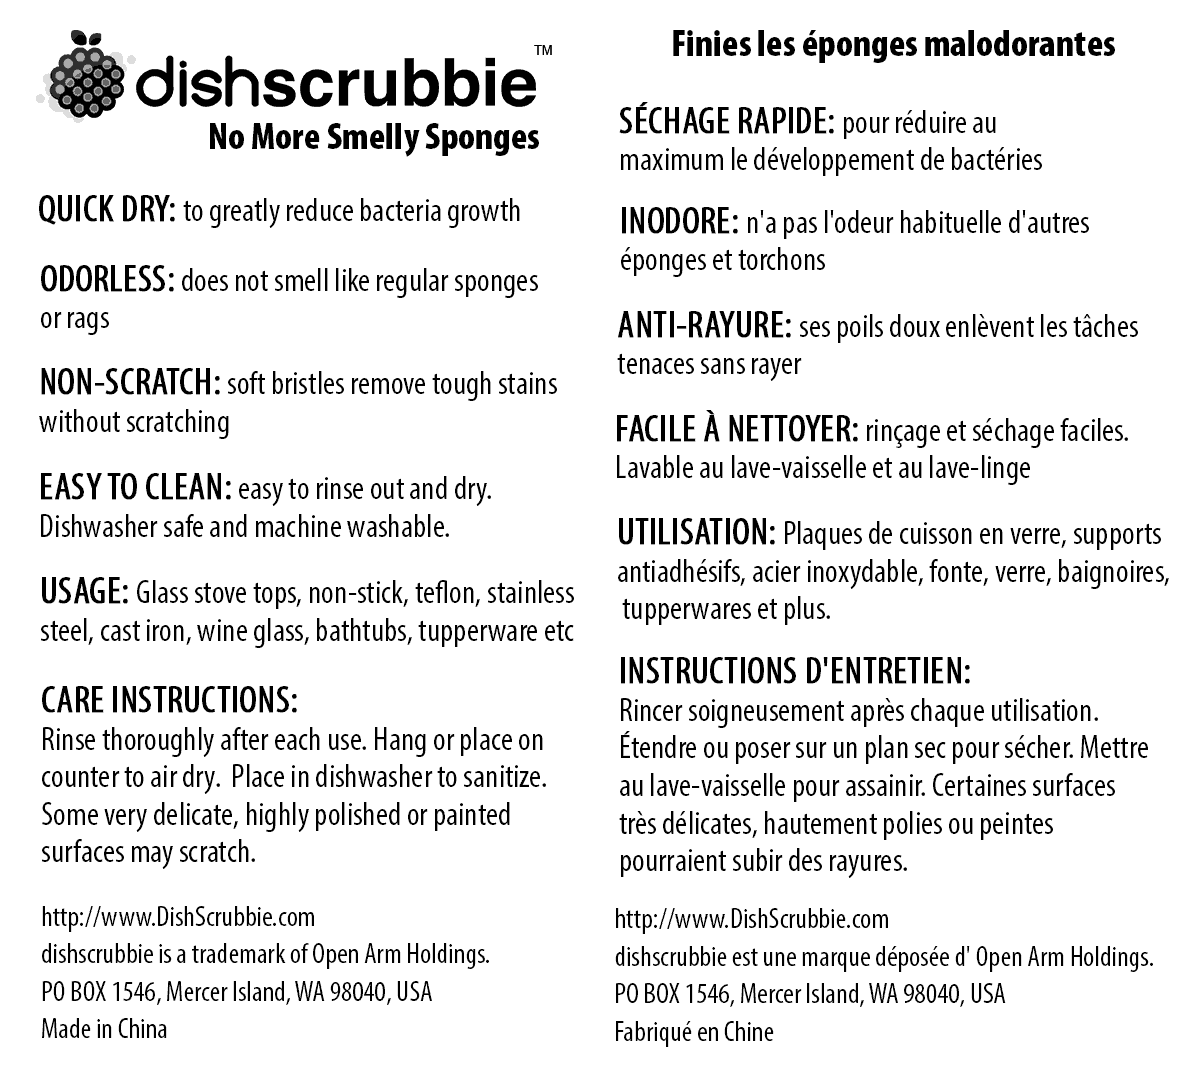 dishscrubbie™
No More Smelly Sponges
QUICK DRY: to greatly reduce bacteria growth
ODORLESS: does not smell like regular sponges
or rags
NON-SCRATCH: soft bristles remove tough stains
without scratching
EASY TO CLEAN: easy to rinse out and dry.
Dishwasher safe and machine washable.
USAGE: Glass stove tops, non-stick, teflon, stainless
steel, cast iron, wine glass, bathtubs, tupperware etc
CARE INSTRUCTIONS:
Rinse thoroughly after each use. Hang or place on
counter to air dry.  Place in dishwasher to sanitize.
Some very delicate, highly polished or painted
surfaces may scratch.
http://www.DishScrubbie.com
dishscrubbie is a trademark of Open Arm Holdings.
PO BOX 1546, Mercer Island, WA 98040, USA
Made in China
Finies les éponges malodorantes
SÉCHAGE RAPIDE: pour réduire au
maximum le développement de bactéries
INODORE: n'a pas l'odeur habituelle d'autres
éponges et torchons
ANTI-RAYURE: ses poils doux enlèvent les tâches
tenaces sans rayer
FACILE À NETTOYER: rinçage et séchage faciles.
Lavable au lave-vaisselle et au lave-linge
UTILISATION: Plaques de cuisson en verre, supports
antiadhésifs, acier inoxydable, fonte, verre, baignoires,
tupperwares et plus.
INSTRUCTIONS D'ENTRETIEN:
Rincer soigneusement après chaque utilisation.
Étendre ou poser sur un plan sec pour sécher. Mettre
au lave-vaisselle pour assainir. Certaines surfaces
très délicates, hautement polies ou peintes
pourraient subir des rayures.
http://www.DishScrubbie.com
dishscrubbie est une marque déposée d' Open Arm Holdings.
PO BOX 1546, Mercer Island, WA 98040, USA
Fabriqué en Chine